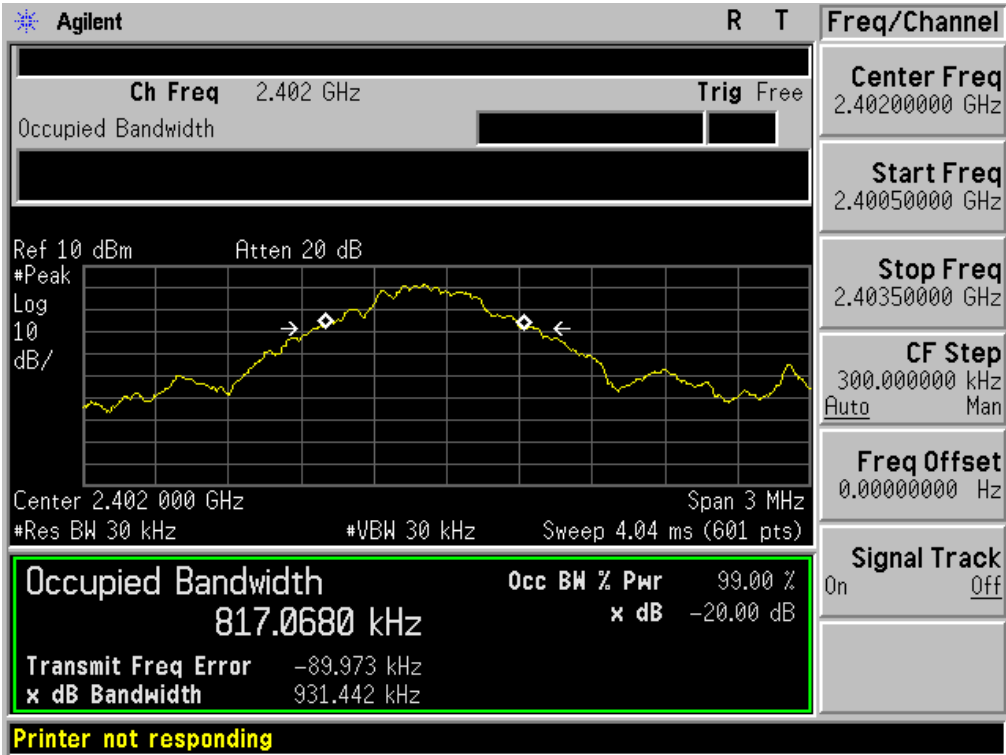 Agilent R T
Ch Freq 2.402 GHz Trig Free
Occupied Bandwidth
Ref 10 dBm Atten 20 dB
#Peak
Log
10
dB/
Center 2.402 000 GHz Span 3 MHz
#Res BW 30 kHz #VBW 30 kHz Sweep 4.04 ms (601 pts)
Occupied Bandwidth
817.0680 kHz
Occ BW % Pwr 99.00 %
x dB -20.00 dB
Transmit Freq Error -89.973 kHz
x dB Bandwidth 931.442 kHz
Printer not responding
Freq/Channel
Center Freq
2.40200000 GHz
Start Freq
2.40050000 GHz
Stop Freq
2.40350000 GHz
CF Step
300.000000 kHz
Auto Man
Freq Offset
0.00000000 Hz
Signal Track
On Off